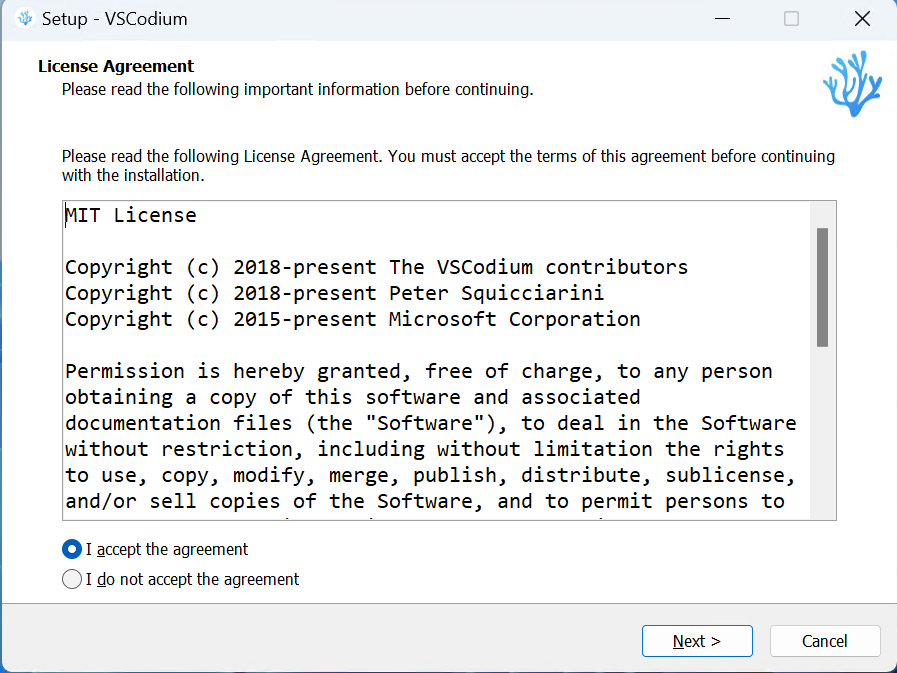 Setup - VSCodium
License Agreement
Please read the following important information before continuing.
Please read the following License Agreement. You must accept the terms of this agreement before continuing
with the installation.
MIT License
Copyright (c) 2018-present The VSCodium contributors
Copyright (c) 2018-present Peter Squicciarini
Copyright (c) 2015-present Microsoft Corporation
Permission is hereby granted, free of charge, to any person
obtaining a copy of this software and associated
documentation files (the "Software"), to deal in the Software
without restriction, including without limitation the rights
to use, copy, modify, merge, publish, distribute, sublicense,
and/or sell copies of the Software, and to permit persons to
I accept the agreement
I do not accept the agreement
Next >
Cancel